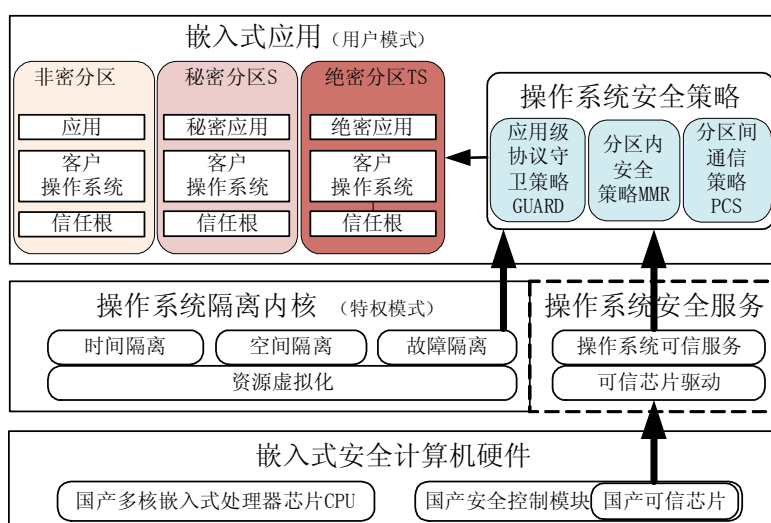 嵌入式应用（用户模式）
非密分区
应用
客户
操作系统
信任根
秘密分区S
秘密应用
客户
操作系统
信任根
绝密分区TS
绝密应用
客户
操作系统
信任根
操作系统安全策略
应用级
协议守
卫策略
GUARD
分区内
安全
策略MMR
分区间
通信
策略
PCS
操作系统隔离内核（特权模式）
时间隔离
空间隔离
故障隔离
资源虚拟化
操作系统安全服务
操作系统可信服务
可信芯片驱动
嵌入式安全计算机硬件
国产多核嵌入式处理器芯片CPU
国产安全控制模块
国产可信芯片